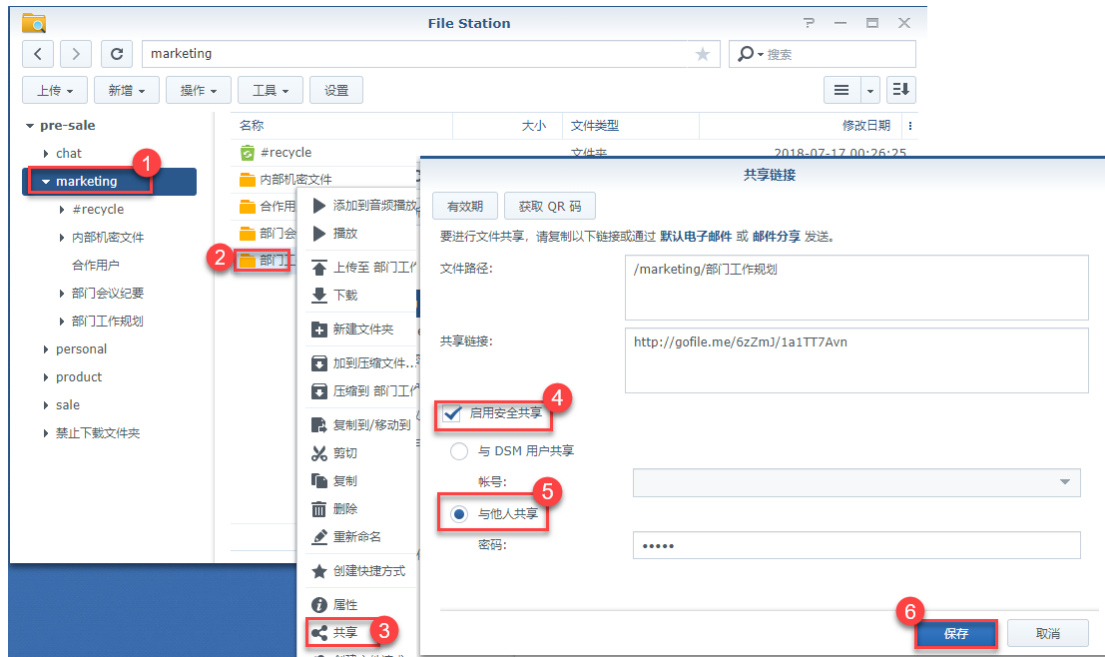 File Station
marketing
搜索
上传
新增
操作
工具
设置
pre-sale
chat
1
marketing
#recycle
内部机密文件
合作用户
部门会议纪要
部门工作规划
personal
product
sale
禁止下载文件夹
名称
大小
文件类型
修改日期
#recycle
文件夹
2018-07-17 00:26:25
内部机密文件
合作用
部门会
2
部门工
添加到音频播放
播放
上传至 部门工作
下载
新建文件夹
加到压缩文件...
压缩到 部门工作
复制到/移动到
剪切
复制
删除
重新命名
创建快捷方式
属性
共享
3
共享链接
有效期
获取 QR 码
要进行文件共享，请复制以下链接或通过 默认电子邮件 或 邮件分享 发送。
文件路径:
/marketing/部门工作规划
共享链接:
http://gofile.me/6zZmJ/1a1TT7Avn
4
启用安全共享
与 DSM 用户共享
帐号:
5
与他人共享
密码:
•••••
6
保存
取消